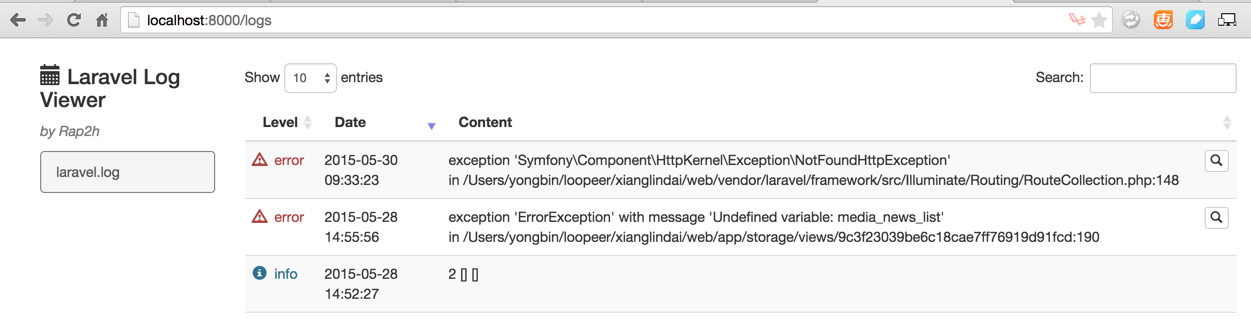 localhost:8000/logs
Laravel Log Viewer
by Rap2h
laravel.log
Show 10 entries
Search:
Level Date Content
error 2015-05-30 09:33:23 exception 'Symfony\Component\HttpKernel\Exception\NotFoundHttpException'
in /Users/yongbin/loopeer/xianglindai/web/vendor/laravel/framework/src/Illuminate/Routing/RouteCollection.php:148
error 2015-05-28 14:55:56 exception 'ErrorException' with message 'Undefined variable: media_news_list'
in /Users/yongbin/loopeer/xianglindai/web/app/storage/views/9c3f23039be6c18cae7ff76919d91fcd:190
info 2015-05-28 14:52:27 2 [] []